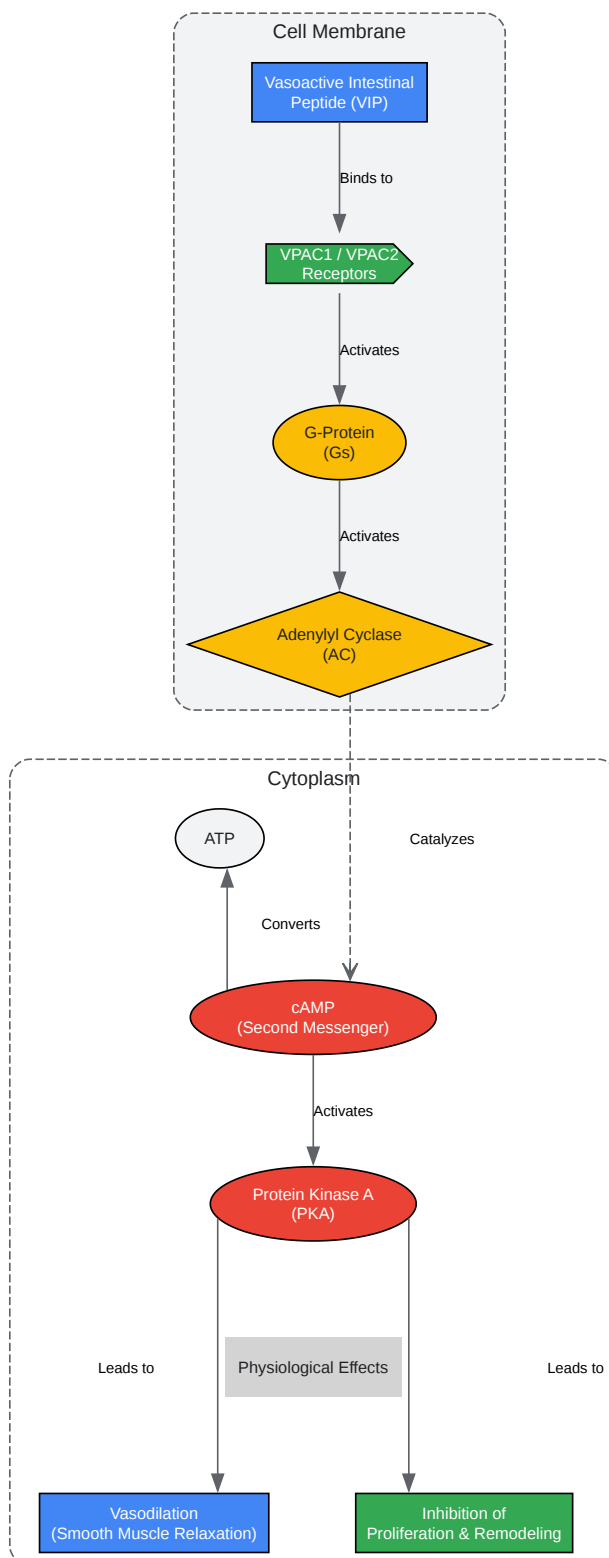 Cell Membrane
Vasoactive Intestinal
Peptide (VIP)
Binds to
VPAC1 / VPAC2
Receptors
Activates
G-Protein
(Gs)
Activates
Adenylyl Cyclase
(AC)
Cytoplasm
ATP
Catalyzes
Converts
cAMP
(Second Messenger)
Activates
Protein Kinase A
(PKA)
Leads to
Physiological Effects
Leads to
Vasodilation
(Smooth Muscle Relaxation)
Inhibition of
Proliferation & Remodeling